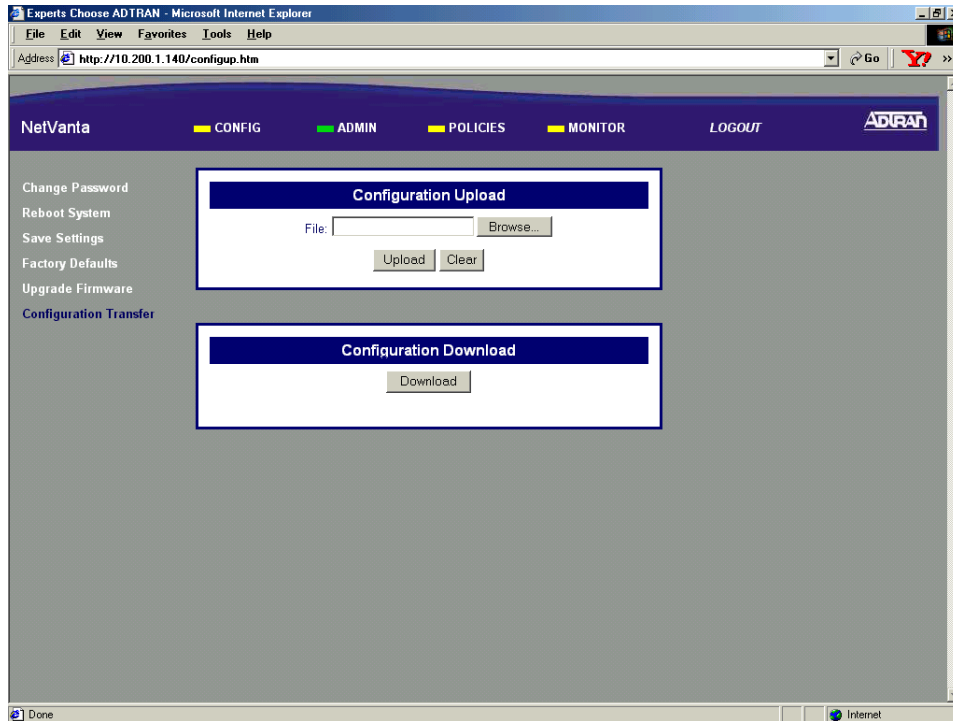 Experts Choose ADTRAN - Microsoft Internet Explorer
File Edit View Favorites Tools Help
Address http://10.200.1.140/configup.htm Go Y? »
NetVanta CONFIG ADMIN POLICIES MONITOR LOGOUT ADTRAN
Change Password
Reboot System
Save Settings
Factory Defaults
Upgrade Firmware
Configuration Transfer
Configuration Upload
File: Browse...
Upload Clear
Configuration Download
Download
Done Internet